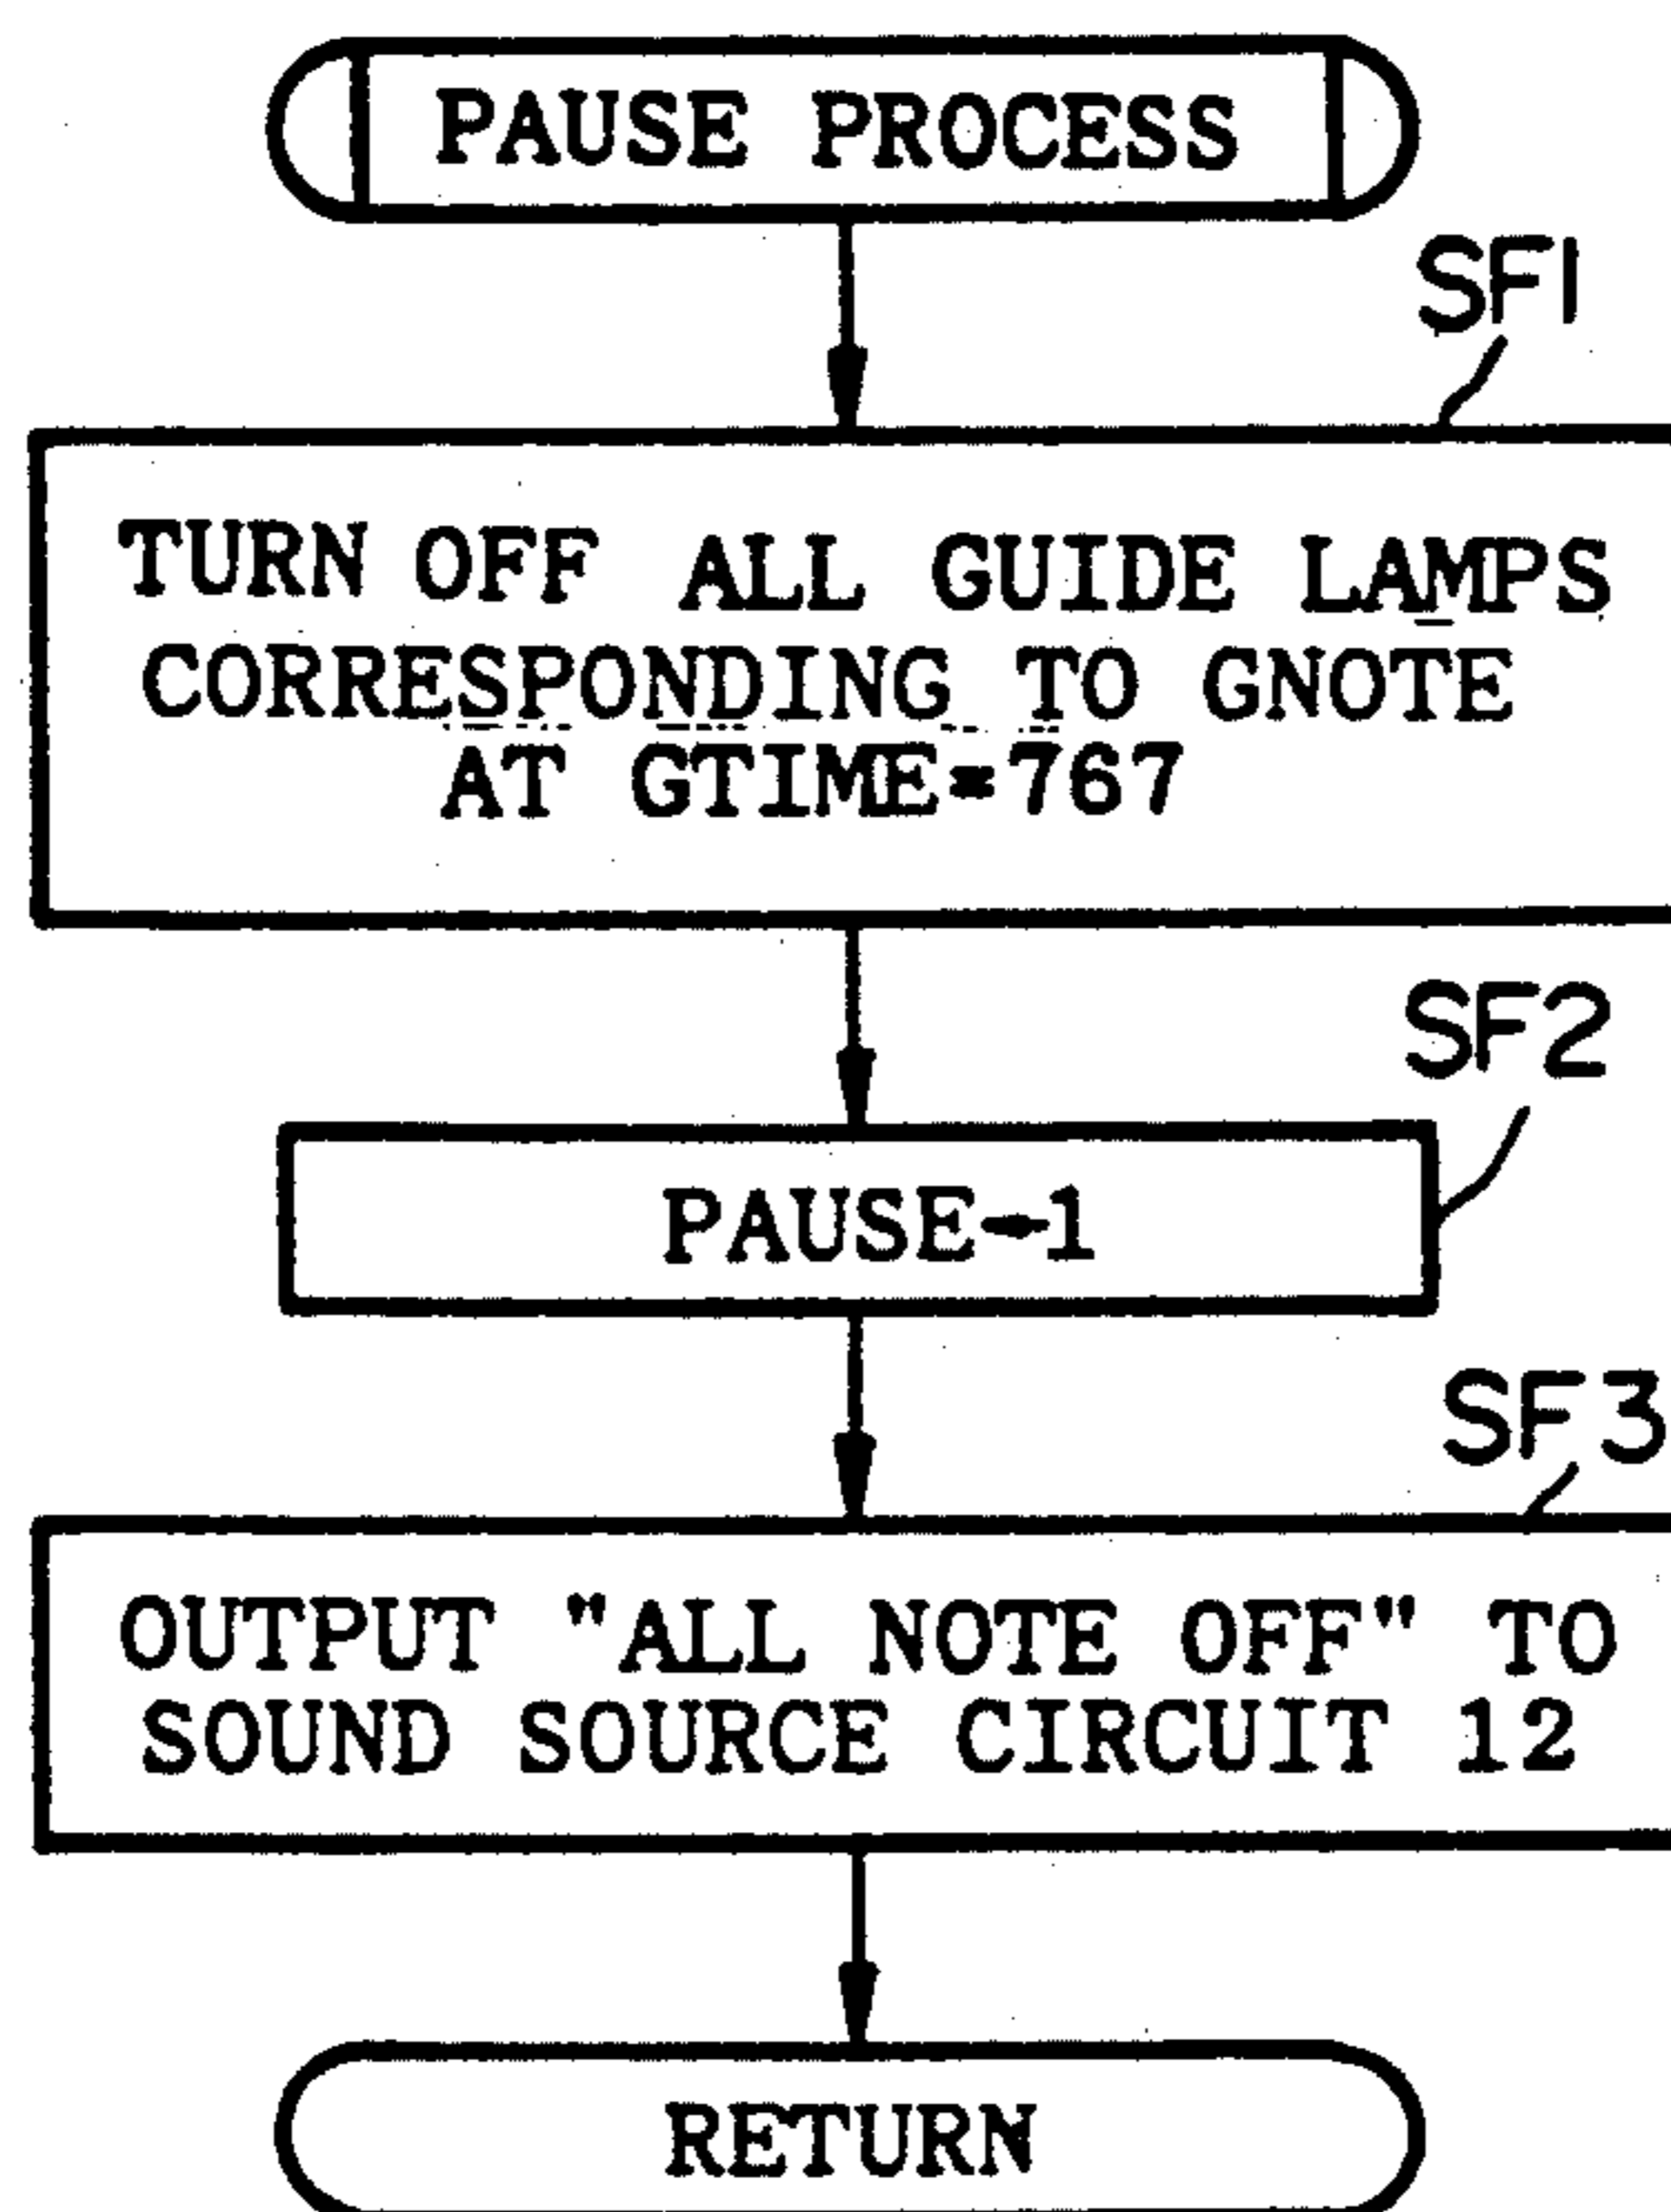 PAUSE PROCESS
SF1
TURN OFF ALL GUIDE LAMPS
CORRESPONDING TO GNOTE
AT GTIME=767
SF2
PAUSE←1
SF3
OUTPUT "ALL NOTE OFF" TO
SOUND SOURCE CIRCUIT 12
RETURN